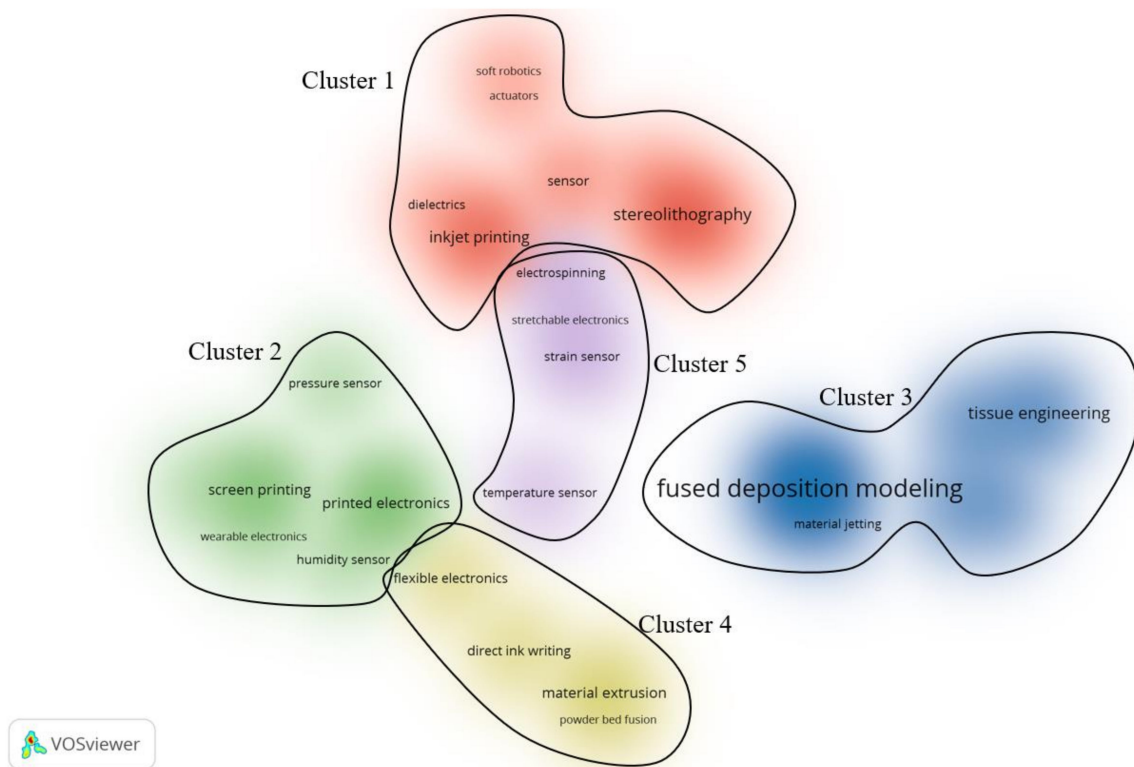 Cluster 1
soft robotics
actuators
sensor
dielectrics
stereolithography
inkjet printing
electrospinning
stretchable electronics
strain sensor
Cluster 5
temperature sensor
Cluster 2
pressure sensor
screen printing
printed electronics
wearable electronics
humidity sensor
Cluster 3
tissue engineering
fused deposition modeling
material jetting
flexible electronics
Cluster 4
direct ink writing
material extrusion
powder bed fusion
VOSviewer